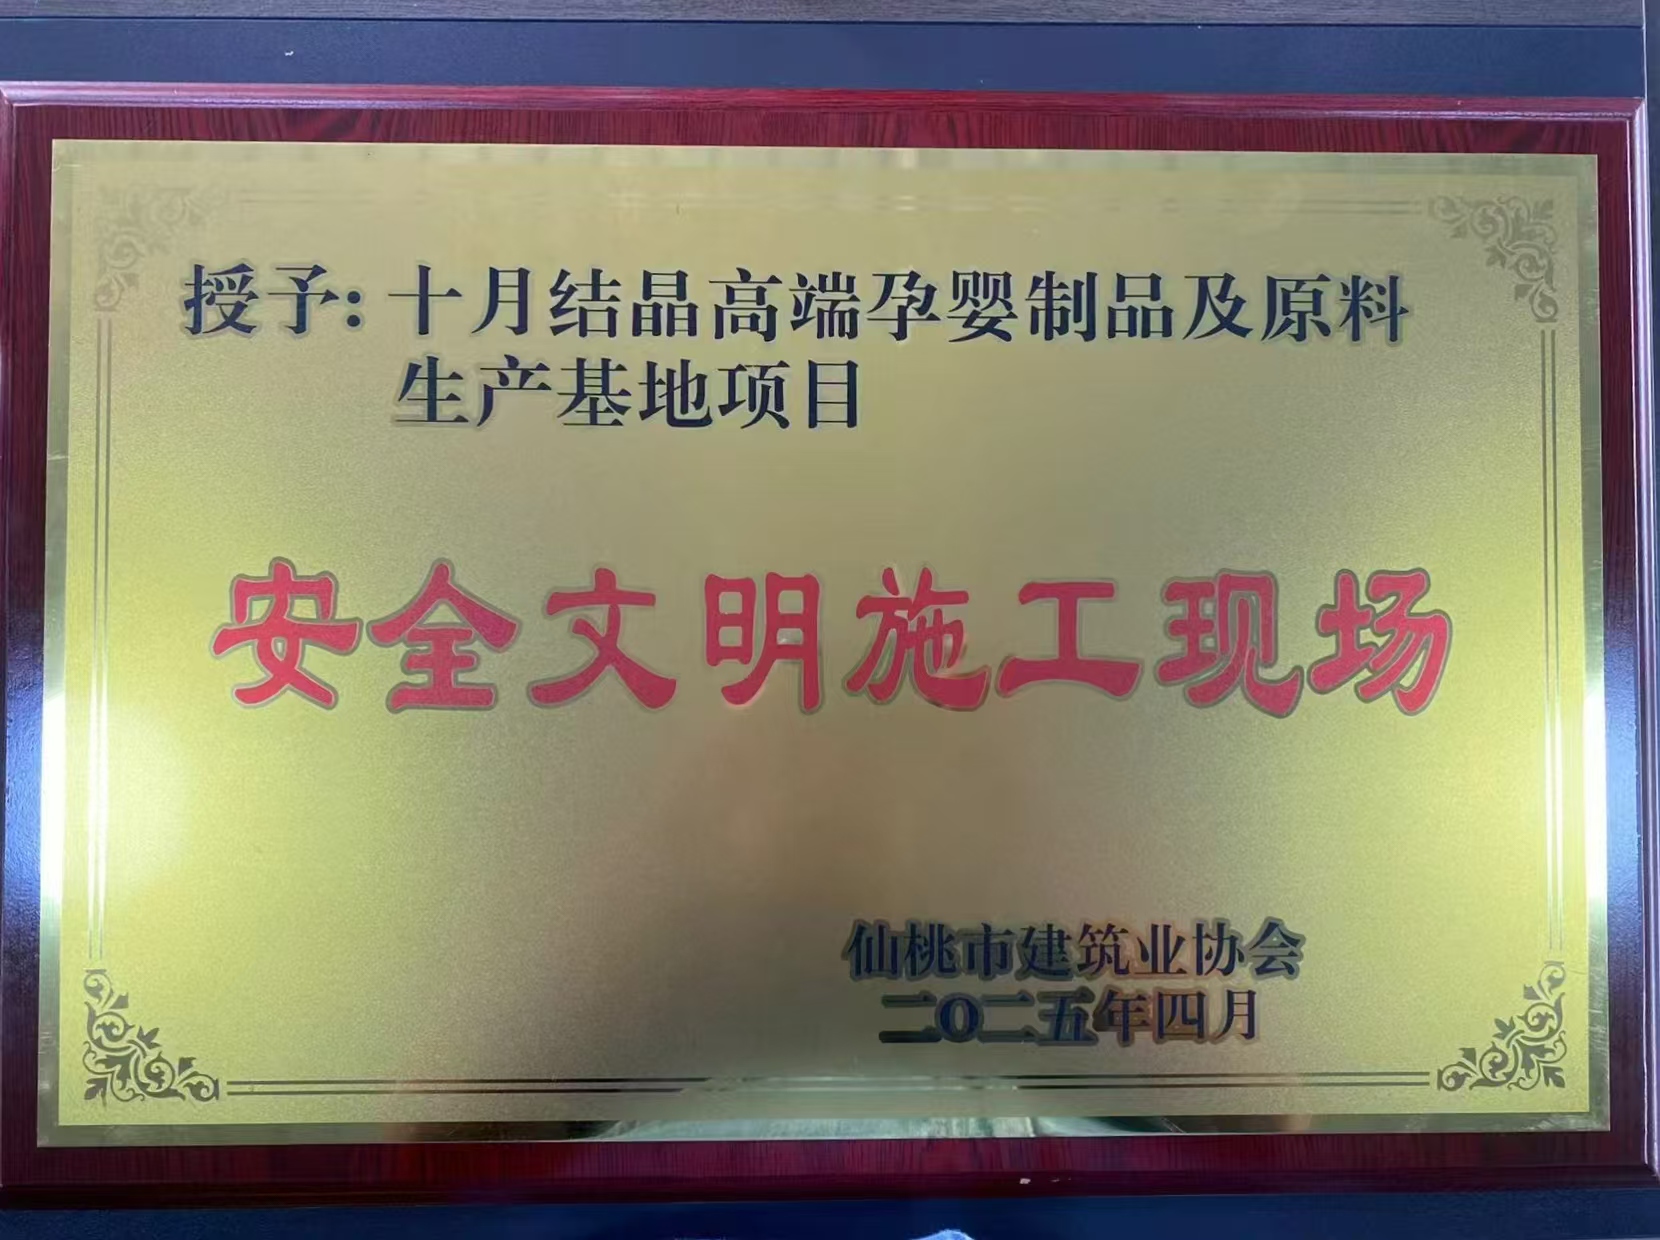 授予：十月结晶高端孕婴制品及原料
生产基地项目
安全文明施工现场
仙桃市建筑业协会
二O二五年四月